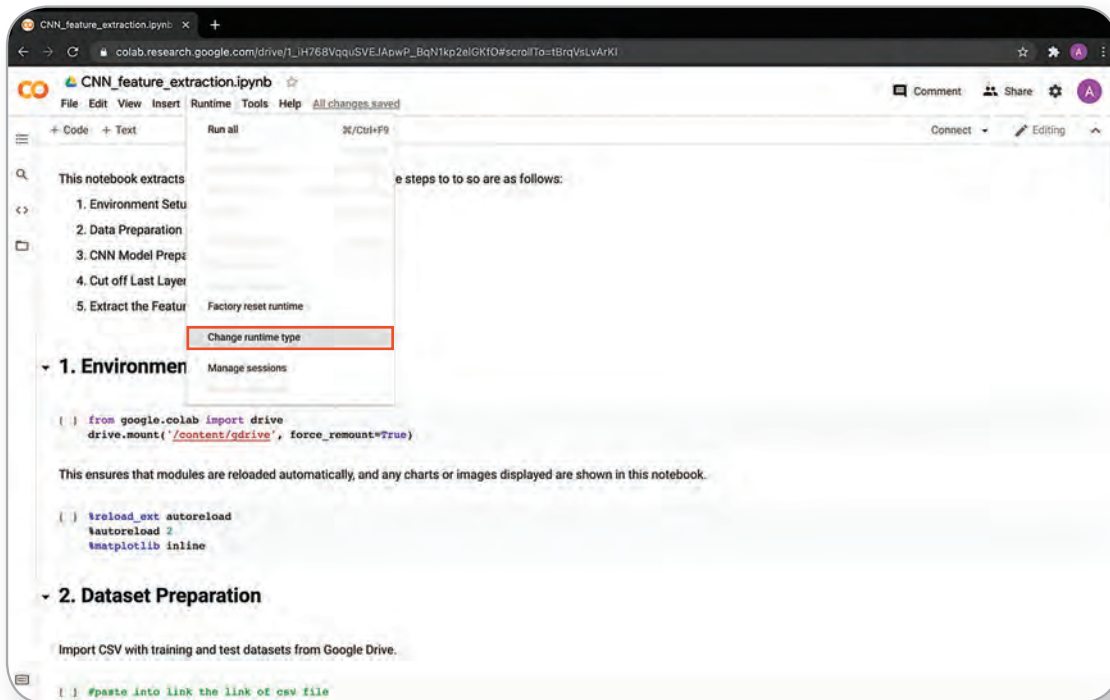 CNN_feature_extraction.ipynb
colab.research.google.com/drive/1_iH768VqquSVEJApwP_BqN1kp2elGKfO#scrollTo=tBrqVsLvArKI
A
CO
CNN_feature_extraction.ipynb
Comment
Share
A
File Edit View Insert Runtime Tools Help All changes saved
+ Code + Text
Connect
Editing
Run all ⌘/Ctrl+F9
Factory reset runtime
Change runtime type
Manage sessions
This notebook extracts e steps to to so are as follows:
1. Environment Setu
2. Data Preparation
3. CNN Model Prepa
4. Cut off Last Layer
5. Extract the Featur
1. Environmen
[ ] from google.colab import drive
drive.mount('/content/gdrive', force_remount=True)
This ensures that modules are reloaded automatically, and any charts or images displayed are shown in this notebook.
[ ] %reload_ext autoreload
%autoreload 2
%matplotlib inline
2. Dataset Preparation
Import CSV with training and test datasets from Google Drive.
[ ] #paste into link the link of csv file